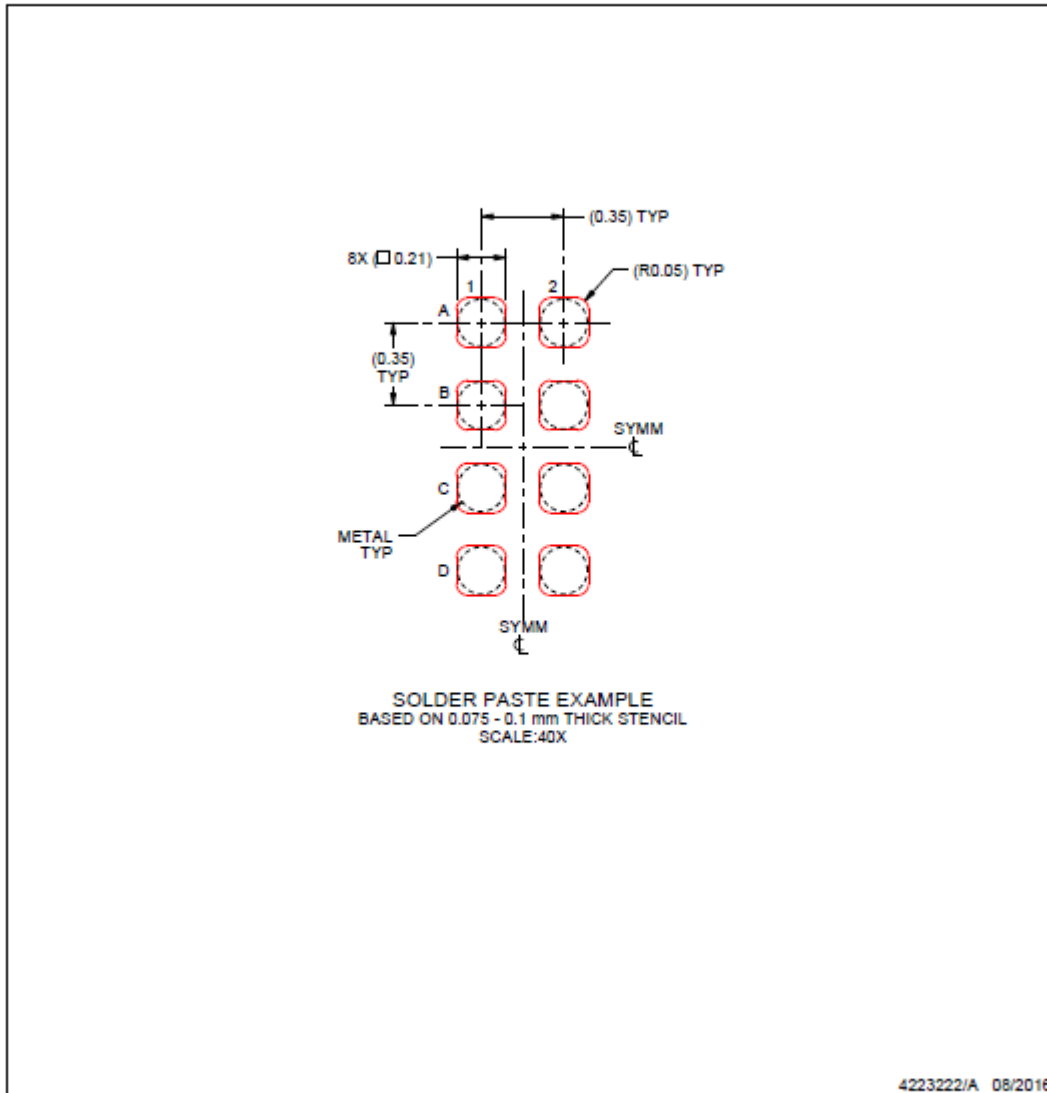 (0.35) TYP
8X (□ 0.21)
(R0.05) TYP
1
2
A
(0.35)
TYP
B
SYMM
℄
C
METAL
TYP
D
SYMM
℄
SOLDER PASTE EXAMPLE
BASED ON 0.075 - 0.1 mm THICK STENCIL
SCALE:40X
4223222/A 08/2016